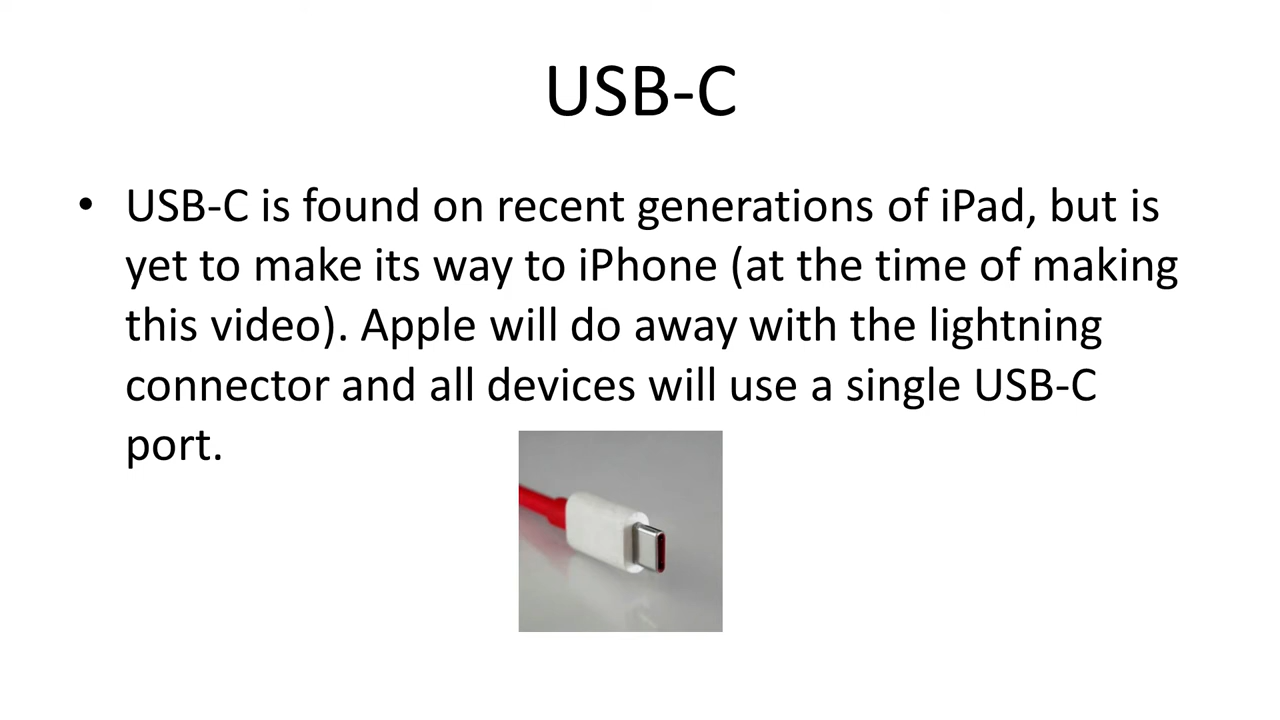 USB-C
• USB-C is found on recent generations of iPad, but is
yet to make its way to iPhone (at the time of making
this video). Apple will do away with the lightning
connector and all devices will use a single USB-C
port.